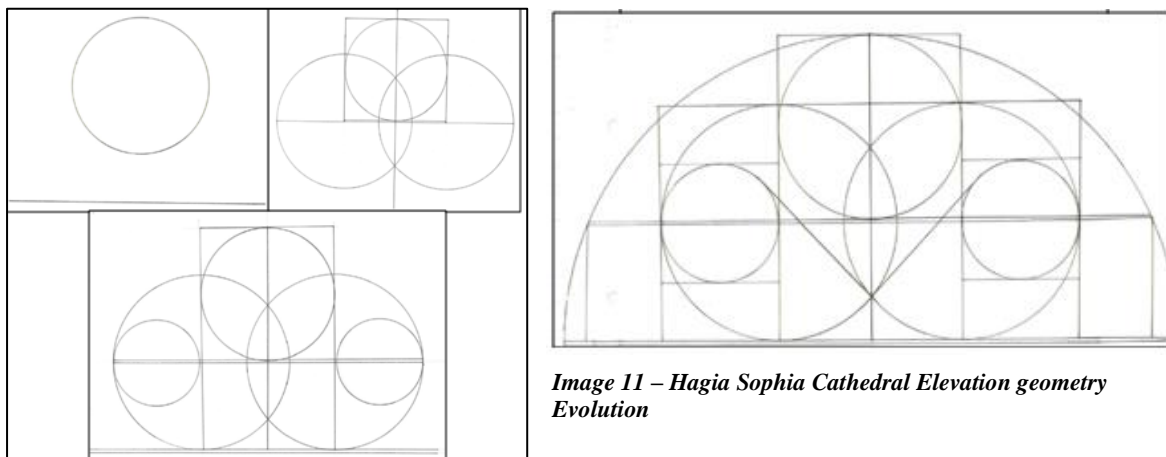 Image 11 – Hagia Sophia Cathedral Elevation geometry
Evolution